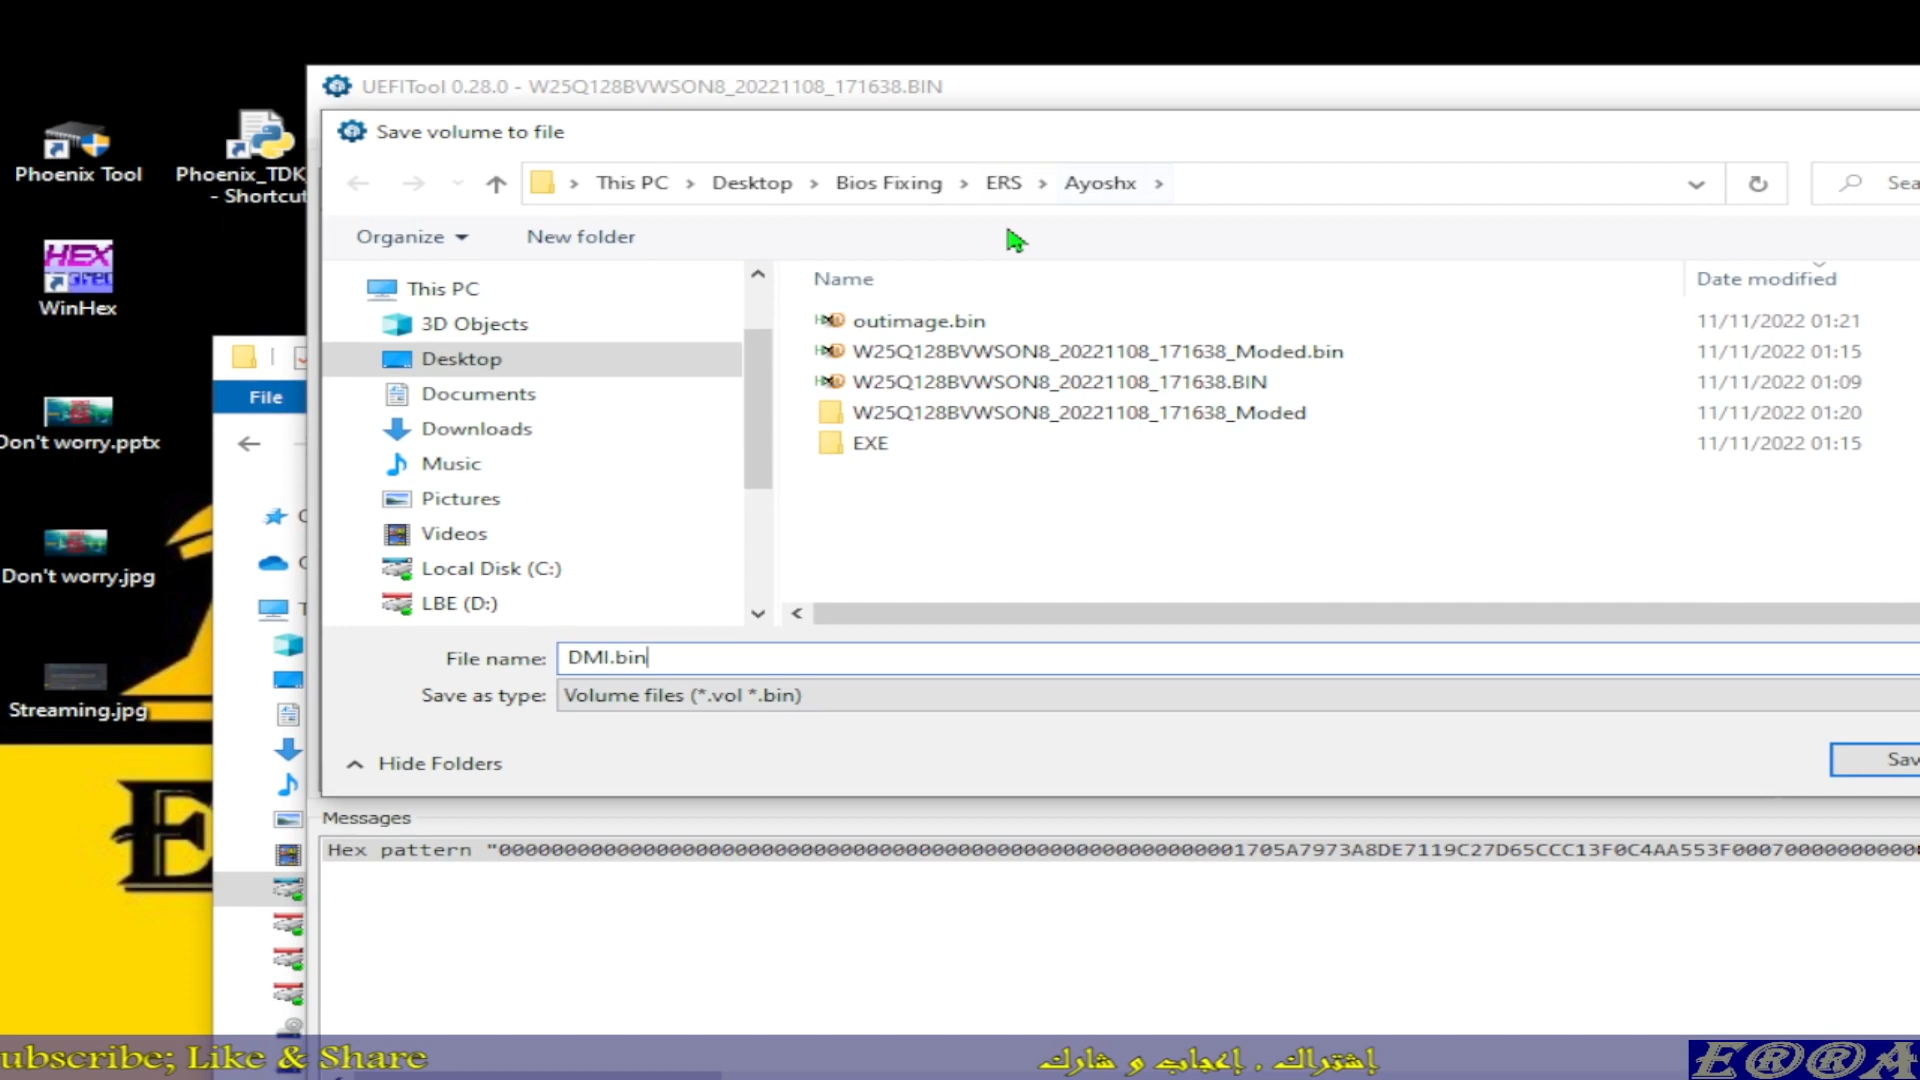 UEFITool 0.28.0 - W25Q128BVWSON8_20221108_171638.BIN
Save volume to file
This PC > Desktop > Bios Fixing > ERS > Ayoshx >
Sea
Organize
New folder
Name
Date modified
This PC
3D Objects
Desktop
Documents
Downloads
Music
Pictures
Videos
Local Disk (C:)
LBE (D:)
outimage.bin 11/11/2022 01:21
W25Q128BVWSON8_20221108_171638_Moded.bin 11/11/2022 01:15
W25Q128BVWSON8_20221108_171638.BIN 11/11/2022 01:09
W25Q128BVWSON8_20221108_171638_Moded 11/11/2022 01:20
EXE 11/11/2022 01:15
File name: DMI.bin
Save as type: Volume files (*.vol *.bin)
Hide Folders
Sav
Messages
Phoenix Tool
Phoenix_TDK
- Shortcut
HEX
WinHex
Don't worry.pptx
Don't worry.jpg
Streaming.jpg
File
E
ubscribe; Like & Share
إشتراك , إعجاب و شارك
ERRA